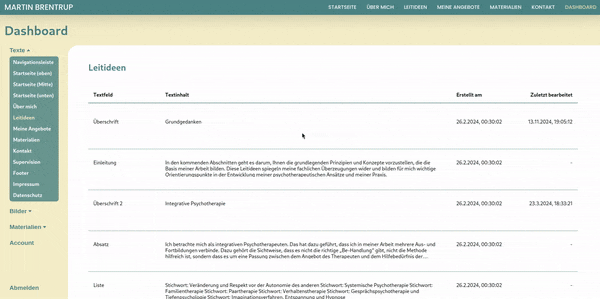 MARTIN BRENTRUP
STARTSEITE ÜBER MICH LEITIDEEN MEINE ANGEBOTE MATERIALIEN KONTAKT DASHBOARD
Dashboard
Texte
Navigationsleiste
Startseite (oben)
Startseite (Mitte)
Startseite (unten)
Über mich
Leitideen
Meine Angebote
Materialien
Kontakt
Supervision
Footer
Impressum
Datenschutz
Bilder
Materialien
Account
Abmelden
Leitideen
Textfeld Textinhalt Erstellt am Zuletzt bearbeitet
Überschrift Grundgedanken 26.2.2024, 00:30:02 13.11.2024, 19:05:12
Einleitung In den kommenden Abschnitten geht es darum, Ihnen die grundlegenden Prinzipien und Konzepte vorzustellen, die die 26.2.2024, 00:30:02 -
Basis meiner Arbeit bilden. Diese Leitideen spiegeln meine fachlichen Überzeugungen wider und bilden für mich wichtige
Orientierungspunkte in der Entwicklung meiner psychotherapeutischen Ansätze und meiner Praxis.
Überschrift 2 Integrative Psychotherapie 26.2.2024, 00:30:02 23.3.2024, 18:33:21
Absatz Ich betrachte mich als integrativen Psychotherapeuten. Das hat dazu geführt, dass ich in meiner Arbeit mehrere Aus- und 26.2.2024, 00:30:02 -
Fortbildungen verbinde. Dazu gehört die Sichtweise, dass es nicht die richtige „Be-Handlung" gibt, nicht die Methode
hilfreich ist, sondern dass es um eine Passung zwischen dem Angebot des Therapeuten und dem Hilfebedürfnis der...
Liste Stichwort: Veränderung und Respekt vor der Autonomie des anderen Stichwort: Systemische Psychotherapie Stichwort: 26.2.2024, 00:30:02 -
Familientherapie Stichwort: Paartherapie Stichwort: Verhaltenstherapie Stichwort: Gesprächspsychotherapie und
Tiefenpsychologie Stichwort: Imaginationsverfahren, Entspannung und Hypnose